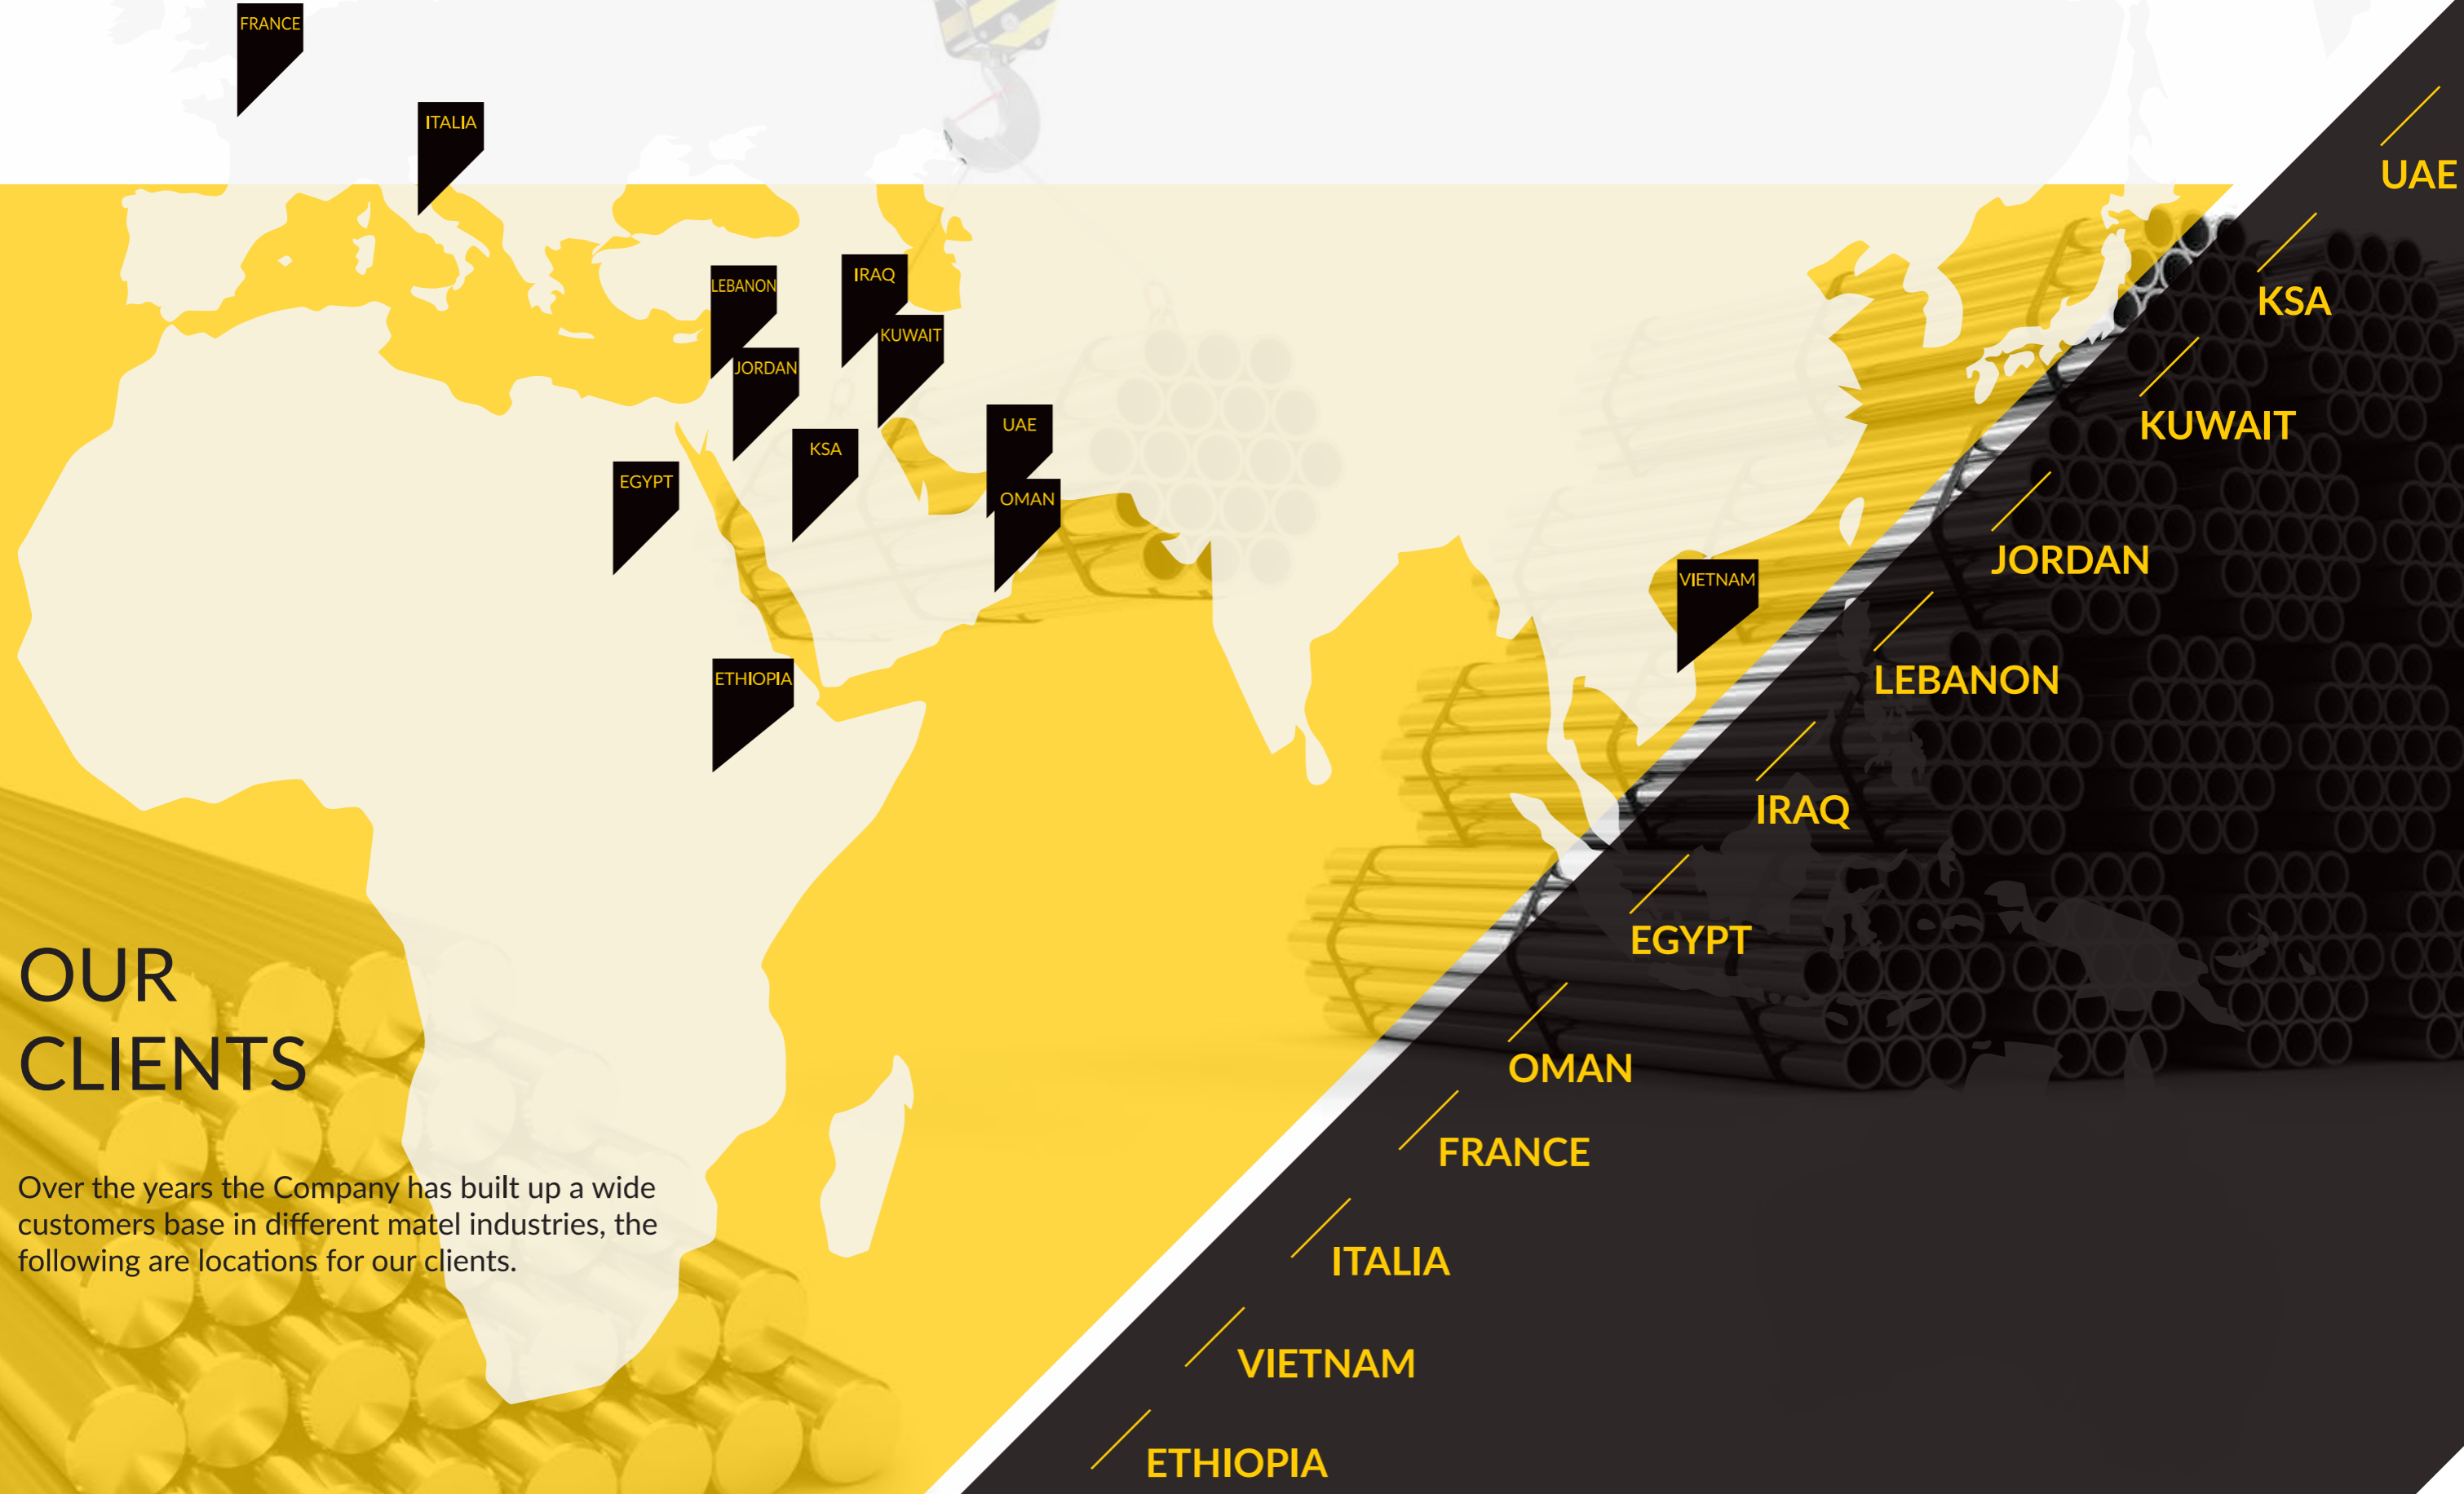 FRANCE
ITALIA
LEBANON
IRAQ
KUWAIT
JORDAN
UAE
KSA
EGYPT
OMAN
VIETNAM
ETHIOPIA
OUR
CLIENTS
Over the years the Company has built up a wide
customers base in different matel industries, the
following are locations for our clients.
UAE
KSA
KUWAIT
JORDAN
LEBANON
IRAQ
EGYPT
OMAN
FRANCE
ITALIA
VIETNAM
ETHIOPIA